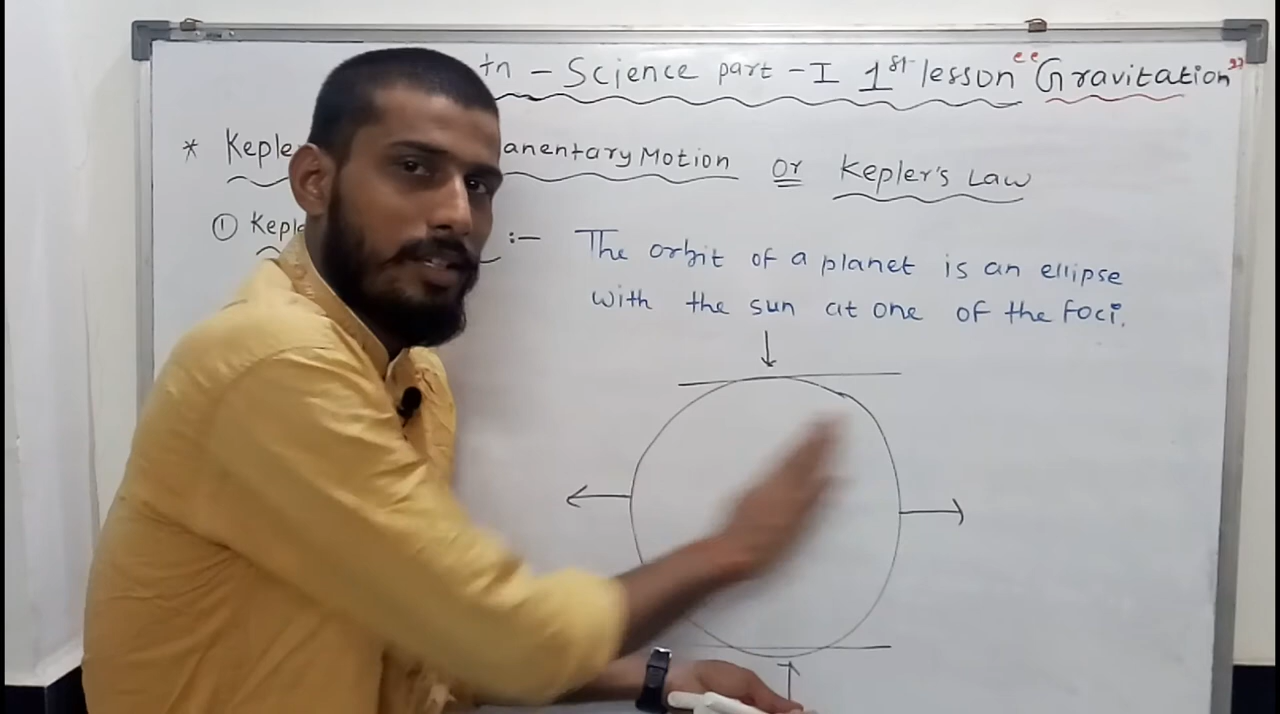 tn - Science part - I 1st lesson "Gravitation"
* Keple anentary Motion or Kepler's Law
① Keple :- The orbit of a planet is an ellipse
with the sun at one of the foci.